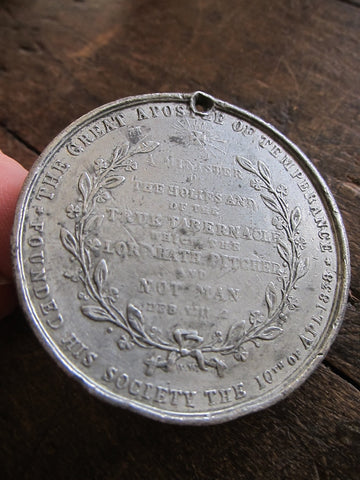 THE GREAT APOSTLE OF TEMPERANCE.
FOUNDED HIS SOCIETY THE 10TH OF APL. 1838.
A MINISTER
OF
THE HOLIES AND
OF THE
TRUE TABERNACLE
WHICH THE
LORD HATH PITCHED
AND
NOT MAN
HEB. VIII. 2